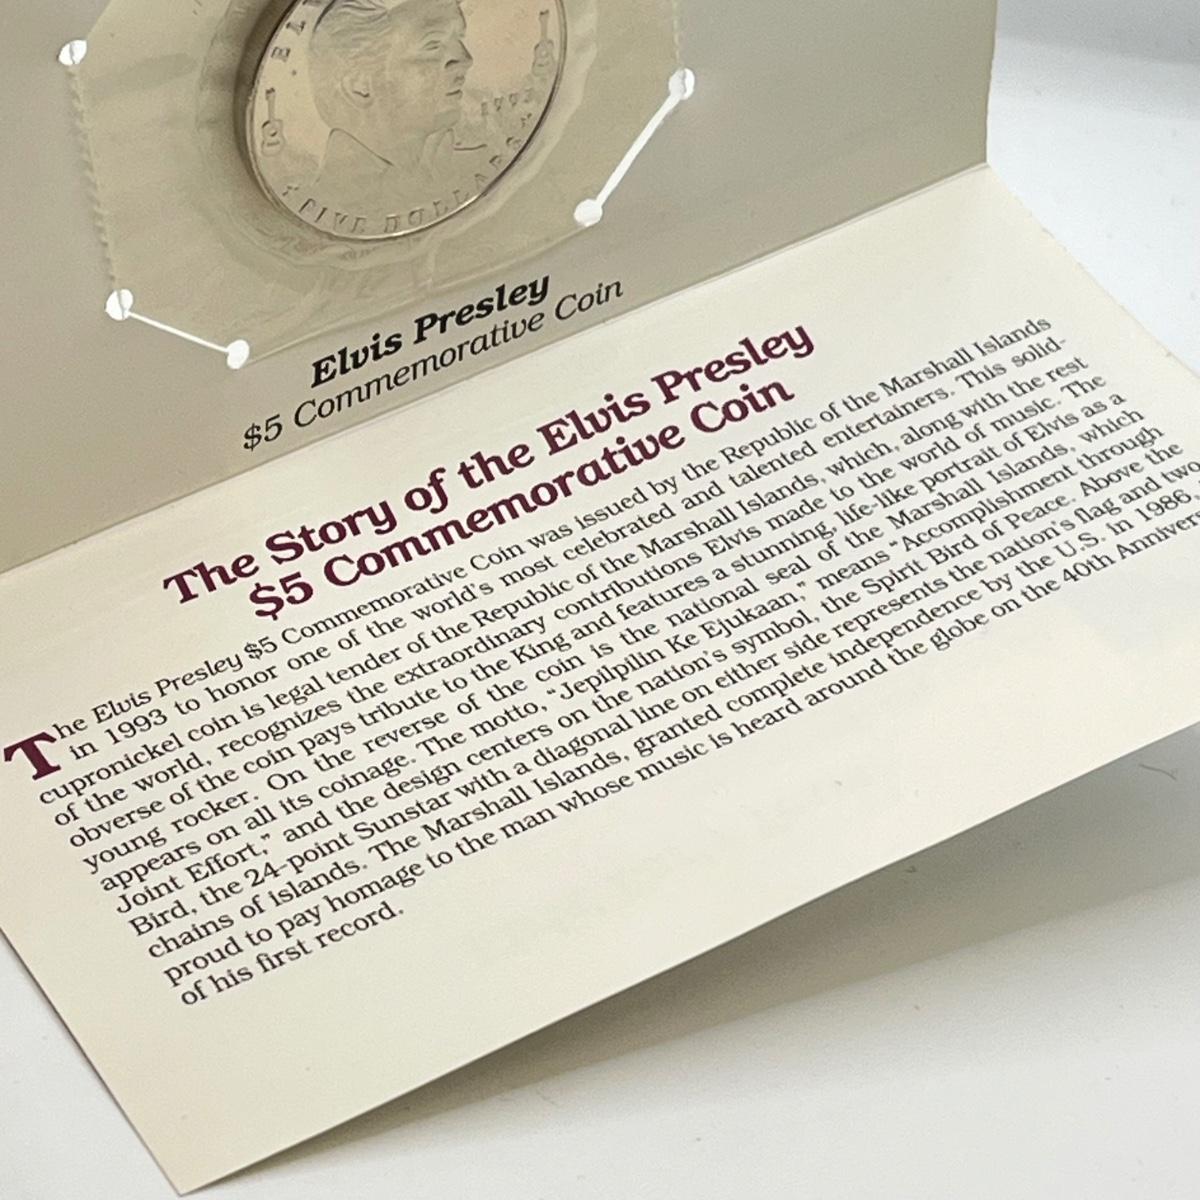 EL
1993
FIVE DOLLARS
Elvis Presley
$5 Commemorative Coin
The Story of the Elvis Presley
$5 Commemorative Coin
The Elvis Presley $5 Commemorative Coin was issued by the Republic of the Marshall Islands
in 1993 to honor one of the world's most celebrated and talented entertainers. This solid-
cupronickel coin is legal tender of the Republic of the Marshall Islands, which, along with the rest
of the world, recognizes the extraordinary contributions Elvis made to the world of music. The
obverse of the coin pays tribute to the King and features a stunning, life-like portrait of Elvis as a
young rocker. On the reverse of the coin is the national seal of the Marshall Islands, which
appears on all its coinage. The motto, "Jepilpilin Ke Ejukaan," means "Accomplishment through
Joint Effort," and the design centers on the nation's symbol, the Spirit Bird of Peace. Above the
Bird, the 24-point Sunstar with a diagonal line on either side represents the nation's flag and two
chains of islands. The Marshall Islands, granted complete independence by the U.S. in 1986,
proud to pay homage to the man whose music is heard around the globe on the 40th Anniver
of his first record.